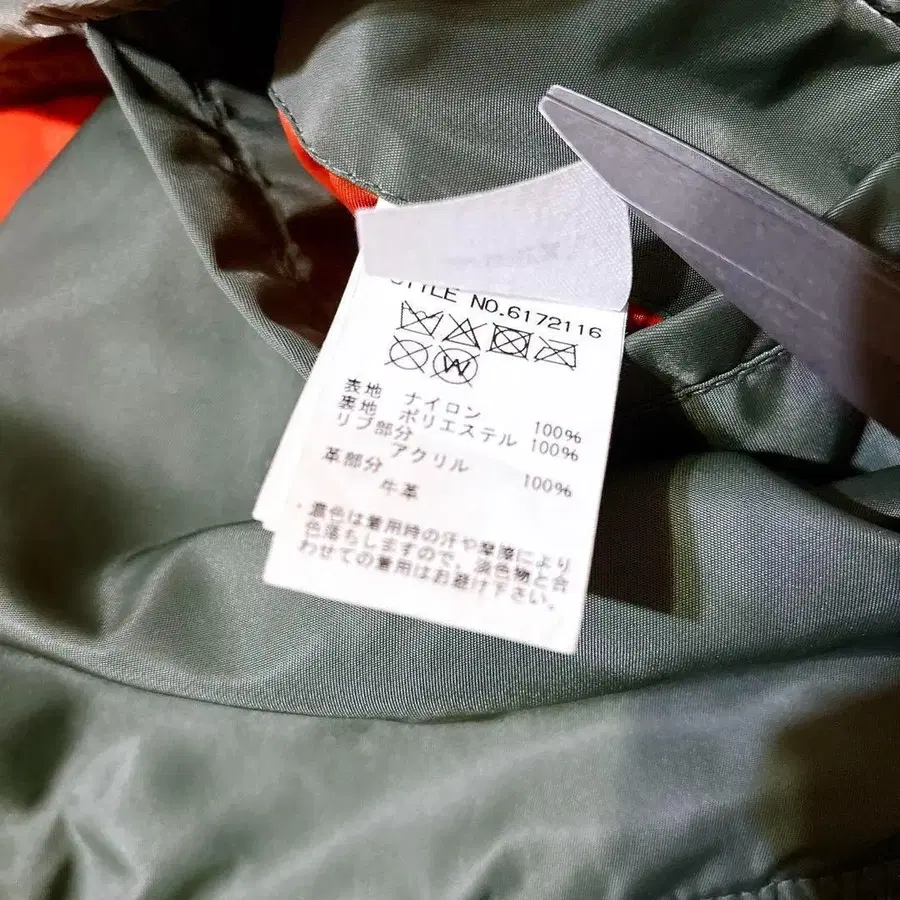 STYLE NO.6172116
W
表地 ナイロン 100%
裏地 ポリエステル 100%
リブ部分
アクリル 100%
革部分
牛革
・濃色は着用時の汗や摩擦により
色落ちしますので、淡色物と合
わせての着用はお避け下さい。